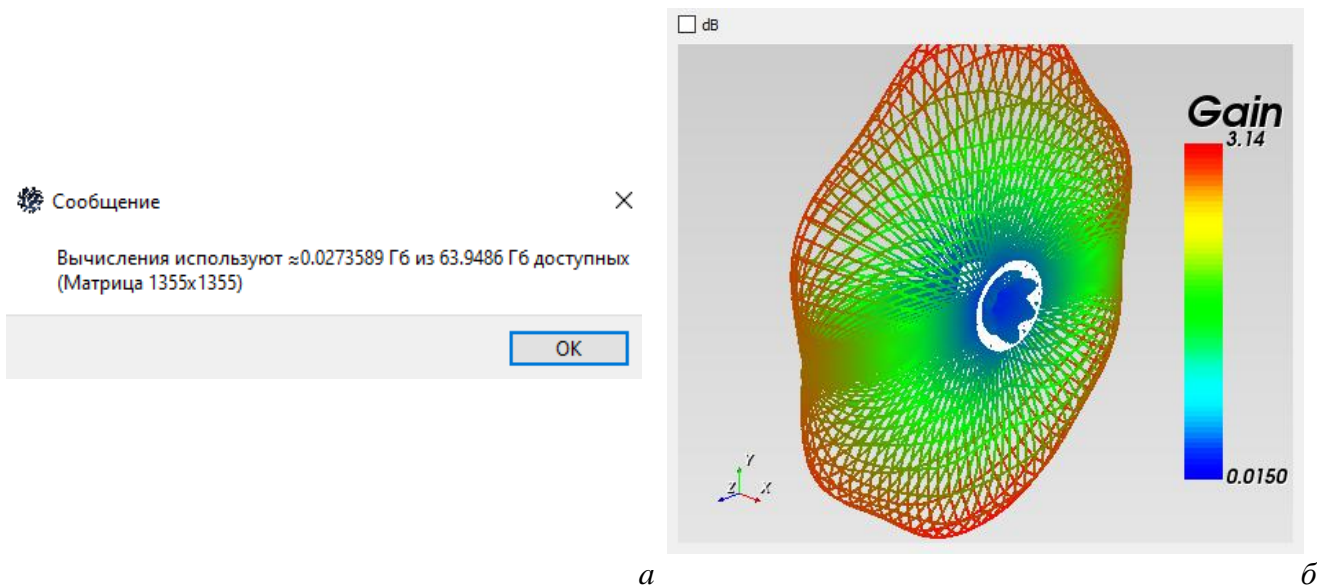 Сообщение
Вычисления используют ≈0.0273589 Гб из 63.9486 Гб доступных
(Матрица 1355x1355)
OK
а
dB
Gain
3.14
0.0150
Y
Z
X
б